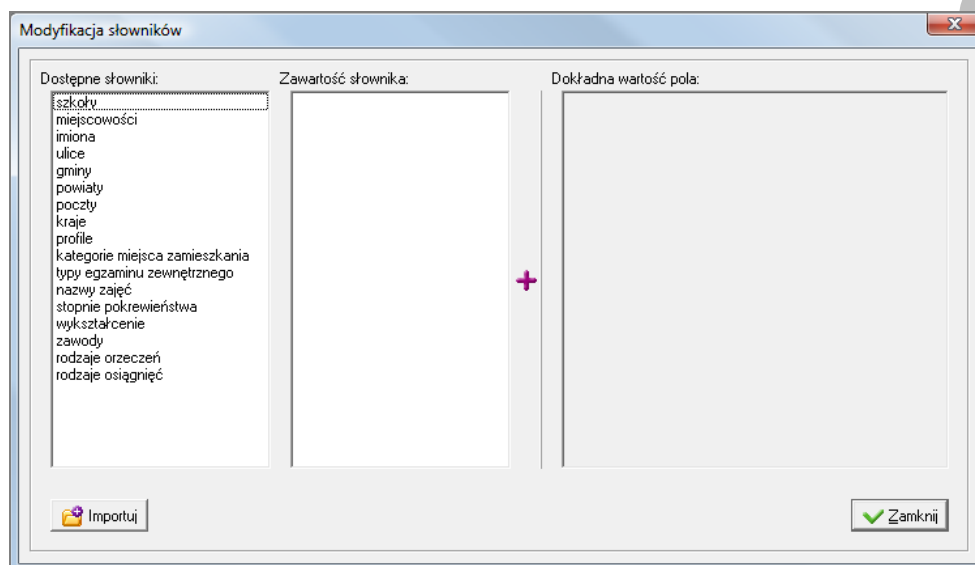 Modyfikacja słowników
Dostępne słowniki:
Zawartość słownika:
Dokładna wartość pola:
szkoły
miejscowości
imiona
ulice
gminy
powiaty
poczty
kraje
profile
kategorie miejsca zamieszkania
typy egzaminu zewnętrznego
nazwy zajęć
stopnie pokrewieństwa
wykształcenie
zawody
rodzaje orzeczeń
rodzaje osiągnięć
Importuj
Zamknij